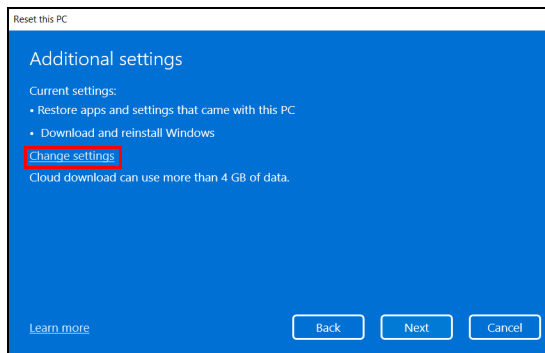 Reset this PC
Additional settings
Current settings:
• Restore apps and settings that came with this PC
• Download and reinstall Windows
Change settings
Cloud download can use more than 4 GB of data.
Learn more
Back
Next
Cancel